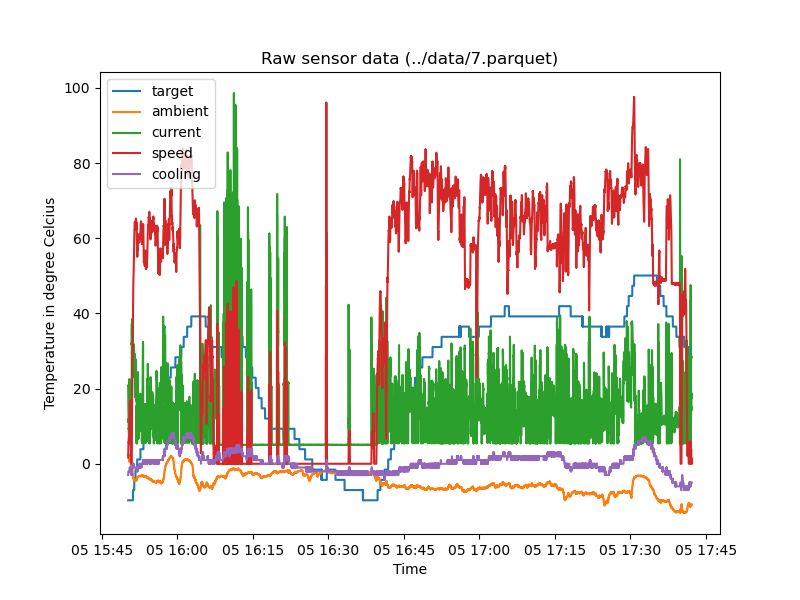 Raw sensor data (../data/7.parquet)
target
ambient
current
speed
cooling
100
80
60
40
20
0
Temperature in degree Celcius
05 15:45 05 16:00 05 16:15 05 16:30 05 16:45 05 17:00 05 17:15 05 17:30 05 17:45
Time